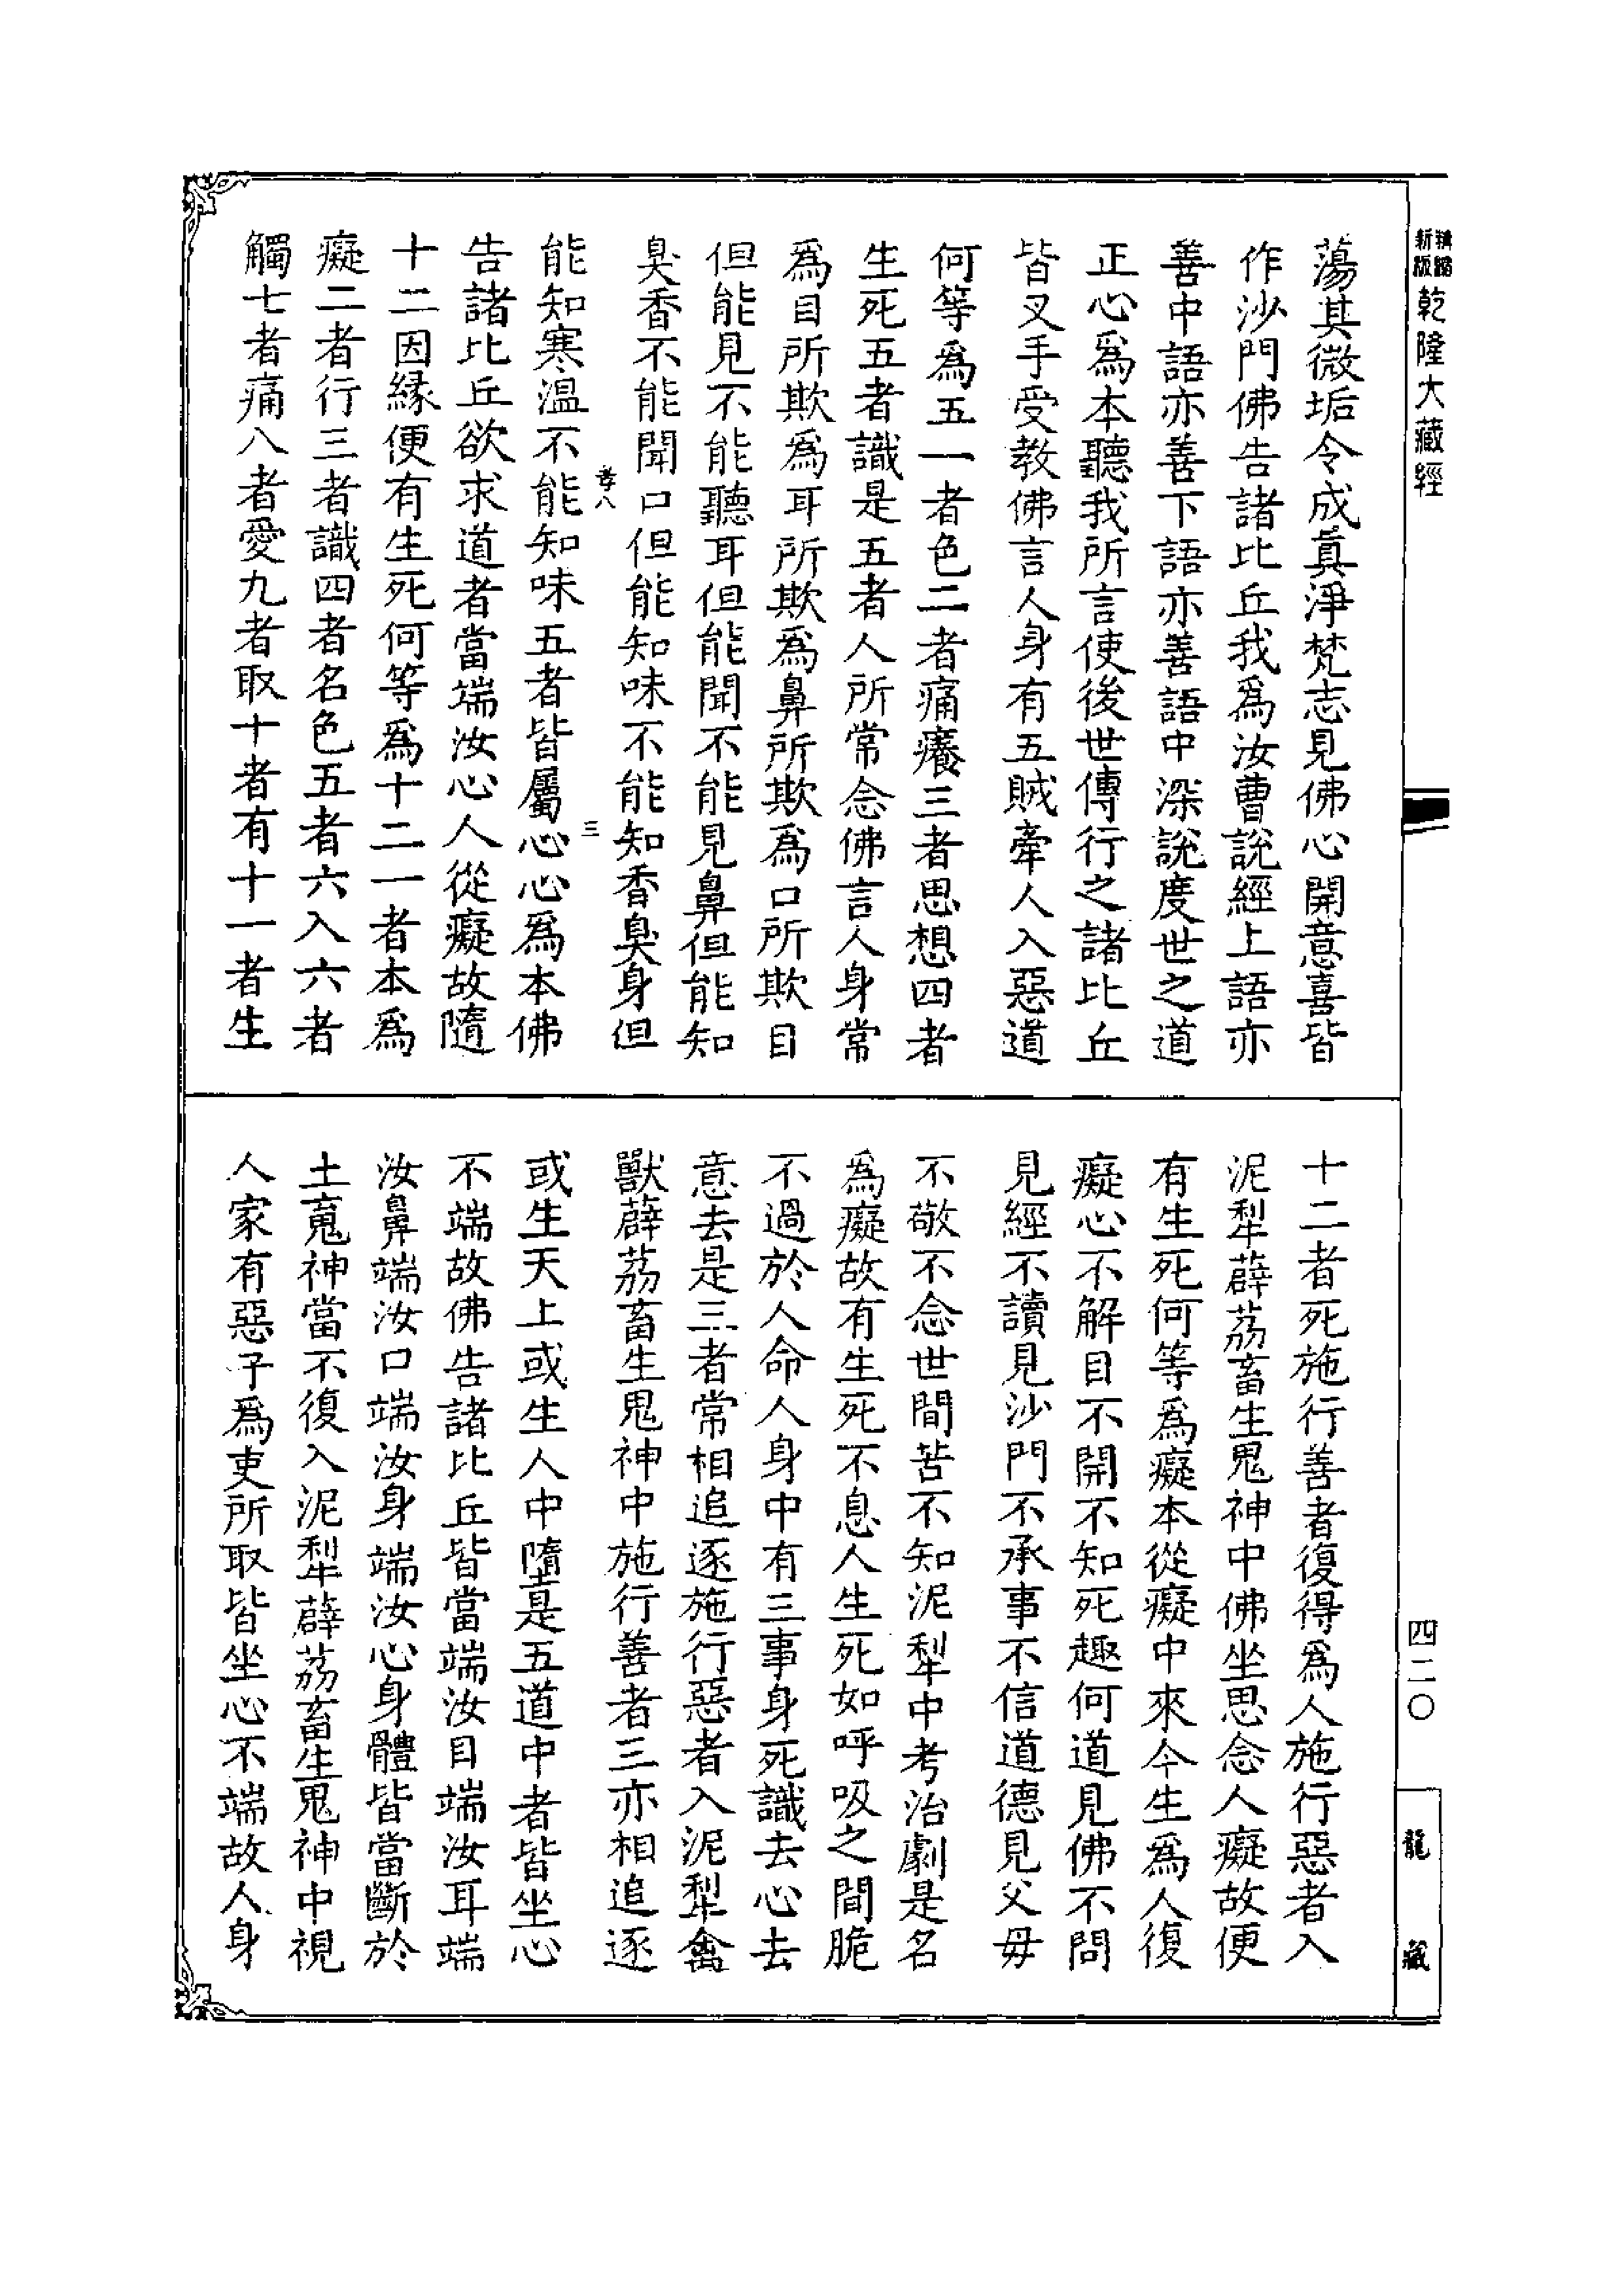 精縮新版乾隆大藏經
蕩其微垢令成真淨梵志見佛心開意喜皆
作沙門佛告諸比丘我爲汝曹說經上語亦
善中語亦善下語亦善語中深說度世之道
正心爲本聽我所言使後世傳行之諸比丘
皆叉手受教佛言人身有五賊牽人入惡道
何等爲五一者色二者痛癢三者思想四者
生死五者識是五者人所常念佛言人身常
爲目所欺爲耳所欺爲鼻所欺爲口所欺目
但能見不能聽耳但能聞不能見鼻但能知
臭香不能聞口但能知味不能知香臭身但
孝八
三
能知寒溫不能知味五者皆屬心心爲本佛
告諸比丘欲求道者當端汝心人從癡故隨
十二因緣便有生死何等爲十二一者本爲
癡二者行三者識四者名色五者六入六者
觸七者痛八者愛九者取十者有十一者生
十二者死施行善者復得爲人施行惡者入
泥犁薜荔畜生鬼神中佛坐思念人癡故便
有生死何等爲癡本從癡中來今生爲人復
癡心不解目不開不知死趣何道見佛不問
見經不讀見沙門不承事不信道德見父母
不敬不念世間苦不知泥犁中考治劇是名
爲癡故有生死不息人生死如呼吸之間脆
不過於人命人身中有三事身死識去心去
意去是三者常相追逐施行惡者入泥犁禽
獸薜荔畜生鬼神中施行善者三亦相追逐
或生天上或生人中墮是五道中者皆坐心
不端故佛告諸比丘皆當端汝目端汝耳端
汝鼻端汝口端汝身端汝心身體皆當斷於
土䰟神當不復入泥犁薜荔畜生鬼神中視
人家有惡子爲吏所取皆坐心不端故人身
四二〇
龍藏